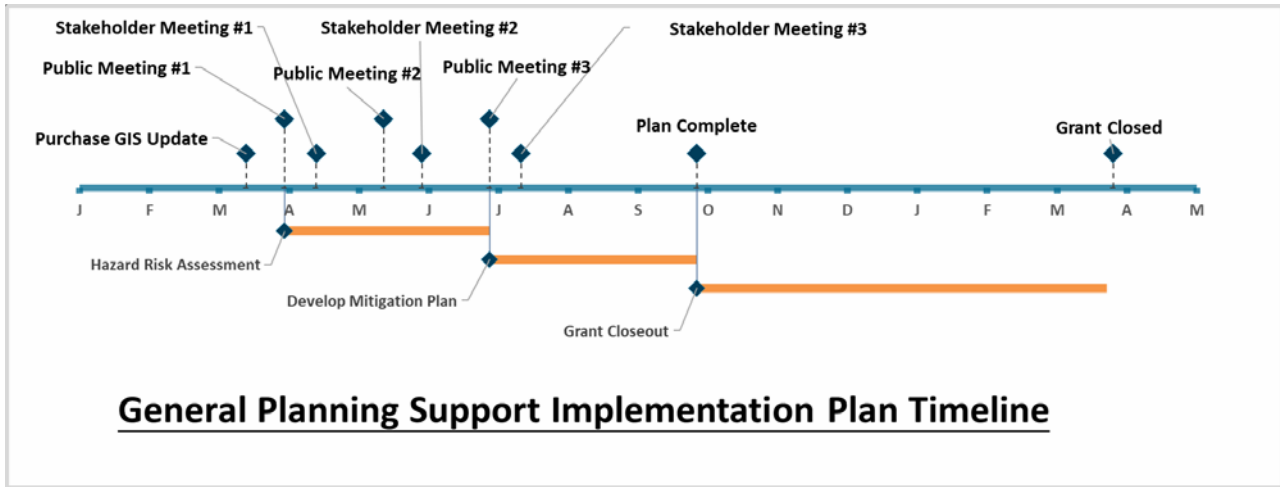 Stakeholder Meeting #1
Stakeholder Meeting #2
Stakeholder Meeting #3
Public Meeting #1
Public Meeting #2
Public Meeting #3
Purchase GIS Update
Plan Complete
Grant Closed
J F M A M J J A S O N D J F M A M
Hazard Risk Assessment
Develop Mitigation Plan
Grant Closeout
General Planning Support Implementation Plan Timeline